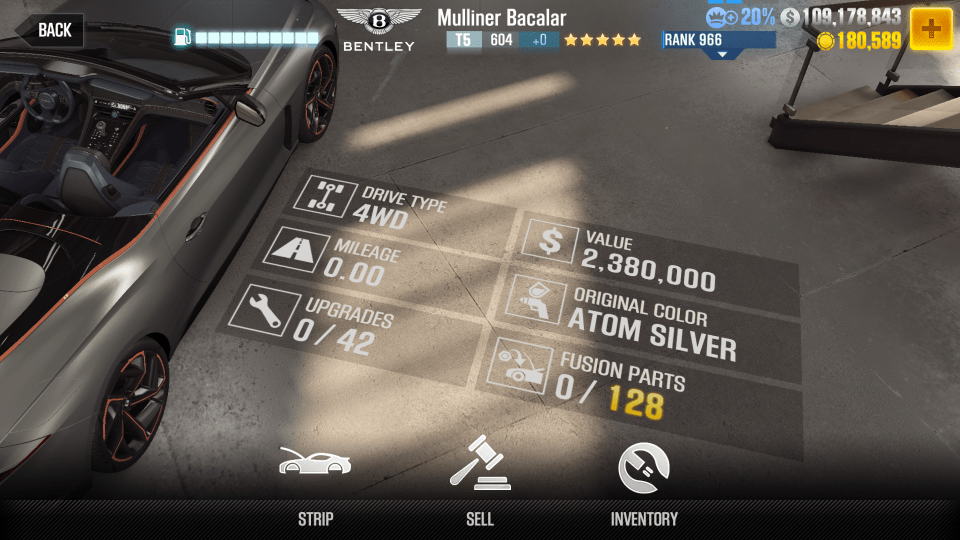 BACK
B
BENTLEY
Mulliner Bacalar
T5 604 +0
RANK 966
20%
$ 109,178,843
180,589
DRIVE TYPE
4WD
MILEAGE
0.00
UPGRADES
0 / 42
$
VALUE
2,380,000
ORIGINAL COLOR
ATOM SILVER
FUSION PARTS
0 / 128
STRIP
SELL
INVENTORY